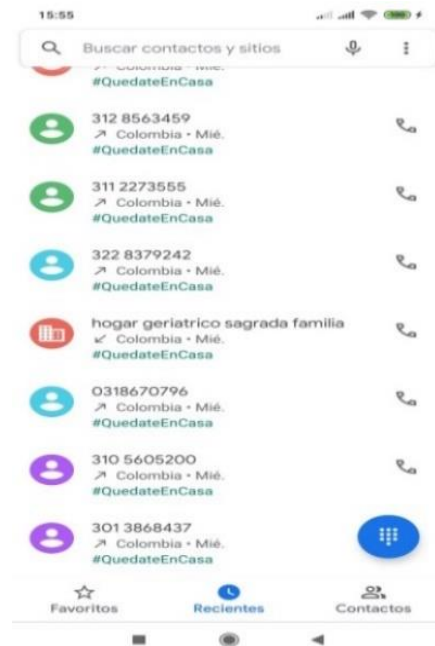 15:55
Buscar contactos y sitios
Colombia • Mié.
#QuedateEnCasa
312 8563459
Colombia • Mié.
#QuedateEnCasa
311 2273555
Colombia • Mié.
#QuedateEnCasa
322 8379242
Colombia • Mié.
#QuedateEnCasa
hogar geriatrico sagrada familia
Colombia • Mié.
#QuedateEnCasa
0318670796
Colombia • Mié.
#QuedateEnCasa
310 5605200
Colombia • Mié.
#QuedateEnCasa
301 3868437
Colombia • Mié.
#QuedateEnCasa
Favoritos
Recientes
Contactos